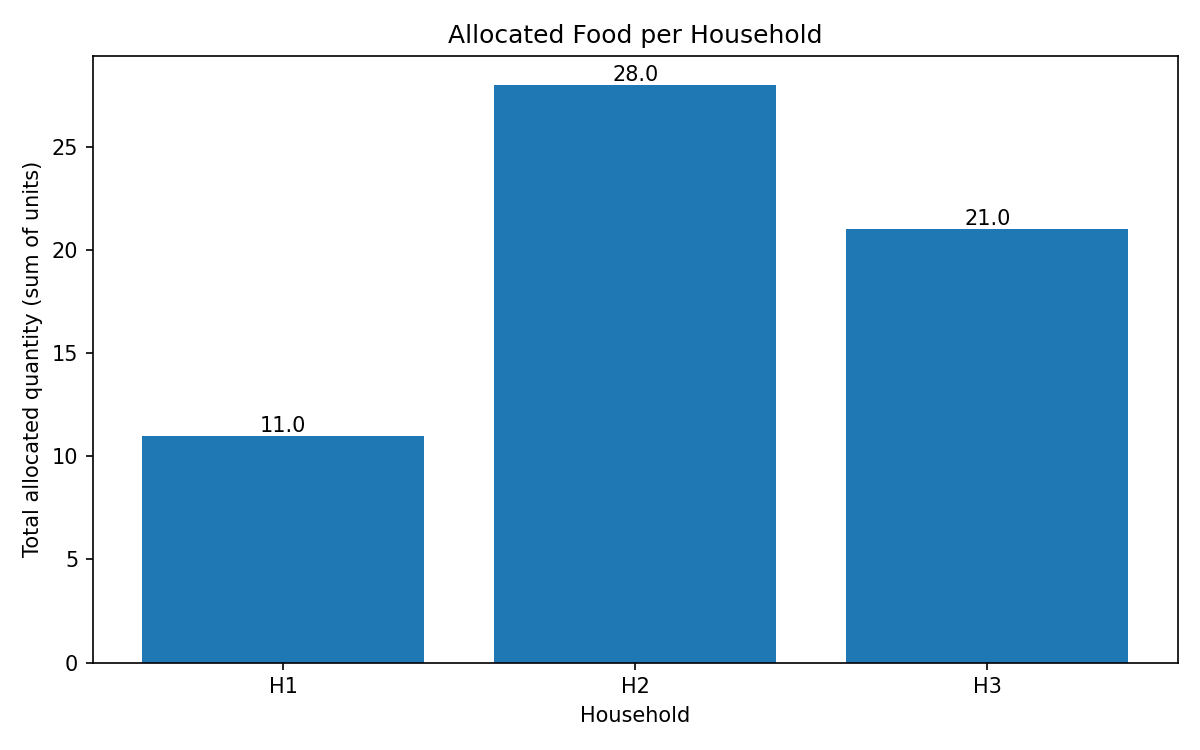 Allocated Food per Household
Total allocated quantity (sum of units)
25
20
15
10
5
0
11.0
28.0
21.0
H1
H2
H3
Household